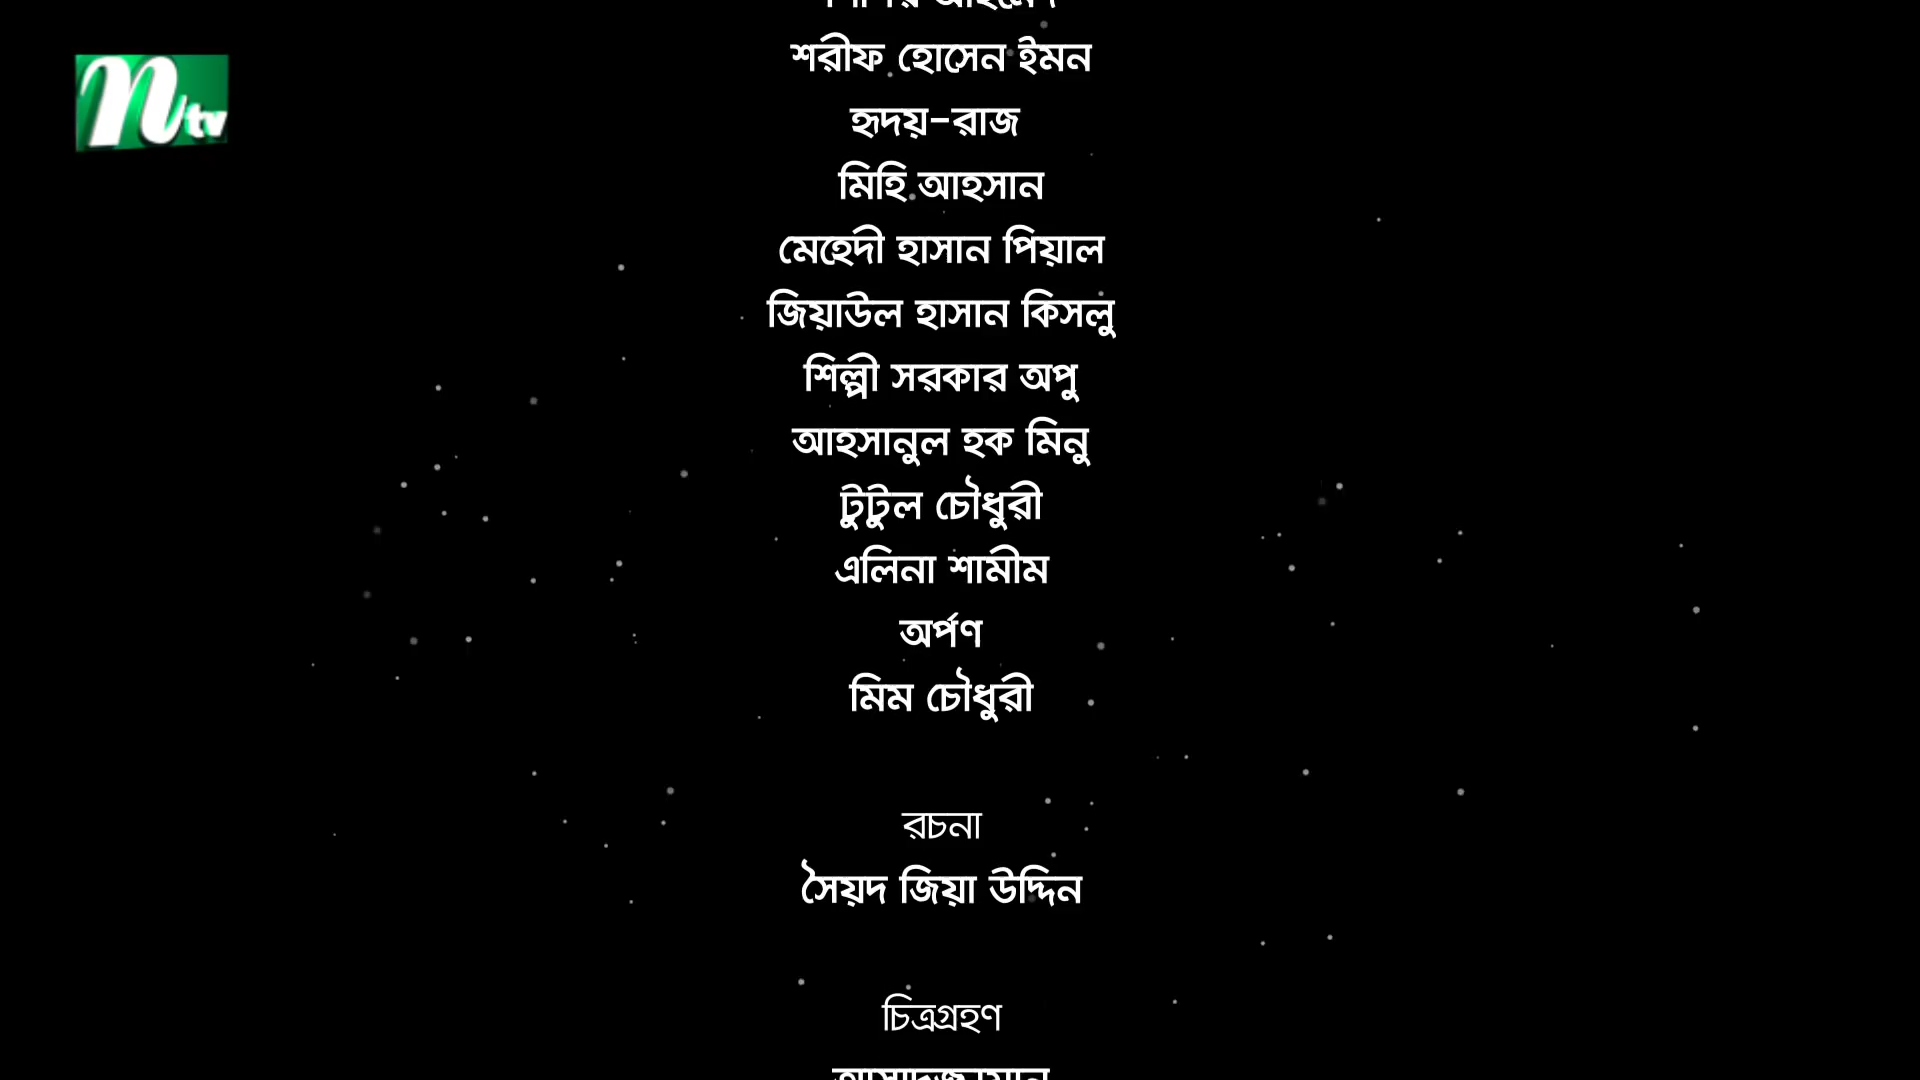 ntv
শরীফ হোসেন ইমন
হৃদয়-রাজ
মিহি আহসান
মেহেদী হাসান পিয়াল
জিয়াউল হাসান কিসলু
শিল্পী সরকার অপু
আহসানুল হক মিনু
টুটুল চৌধুরী
এলিনা শামীম
অর্পণ
মিম চৌধুরী
রচনা
সৈয়দ জিয়া উদ্দিন
চিত্রগ্রহণ